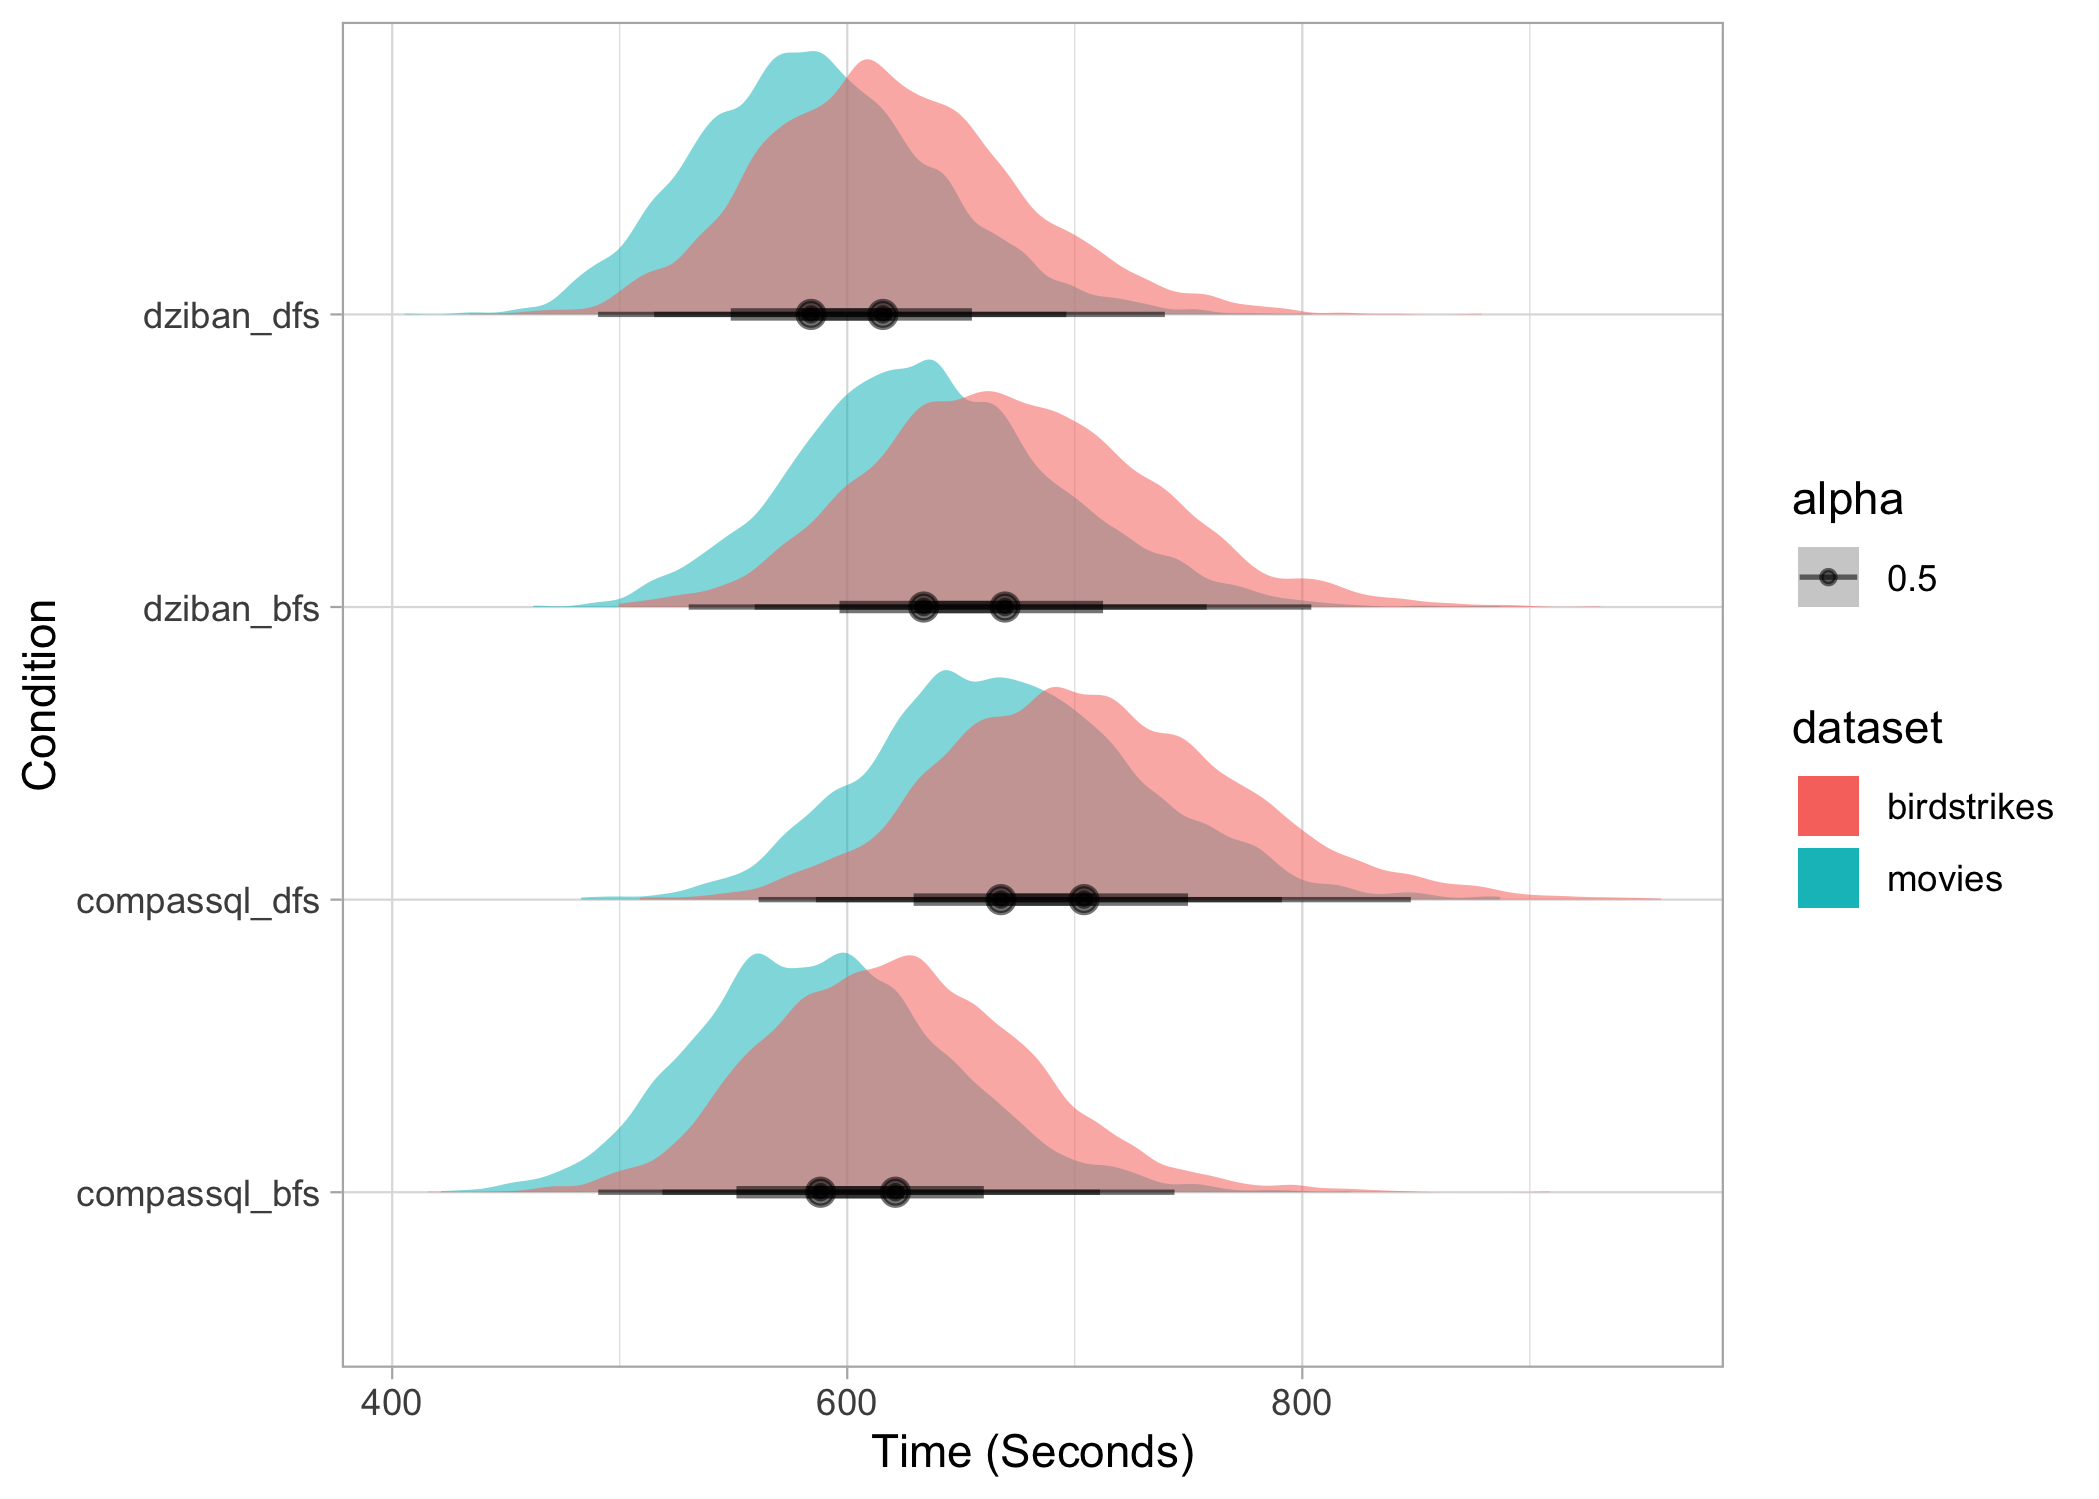 dziban_dfs
dziban_bfs
compassql_dfs
compassql_bfs
Condition
400 600 800
Time (Seconds)
alpha
0.5
dataset
birdstrikes
movies